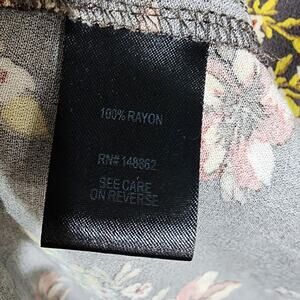 100% RAYON
RN# 148862
SEE CARE
ON REVERSE